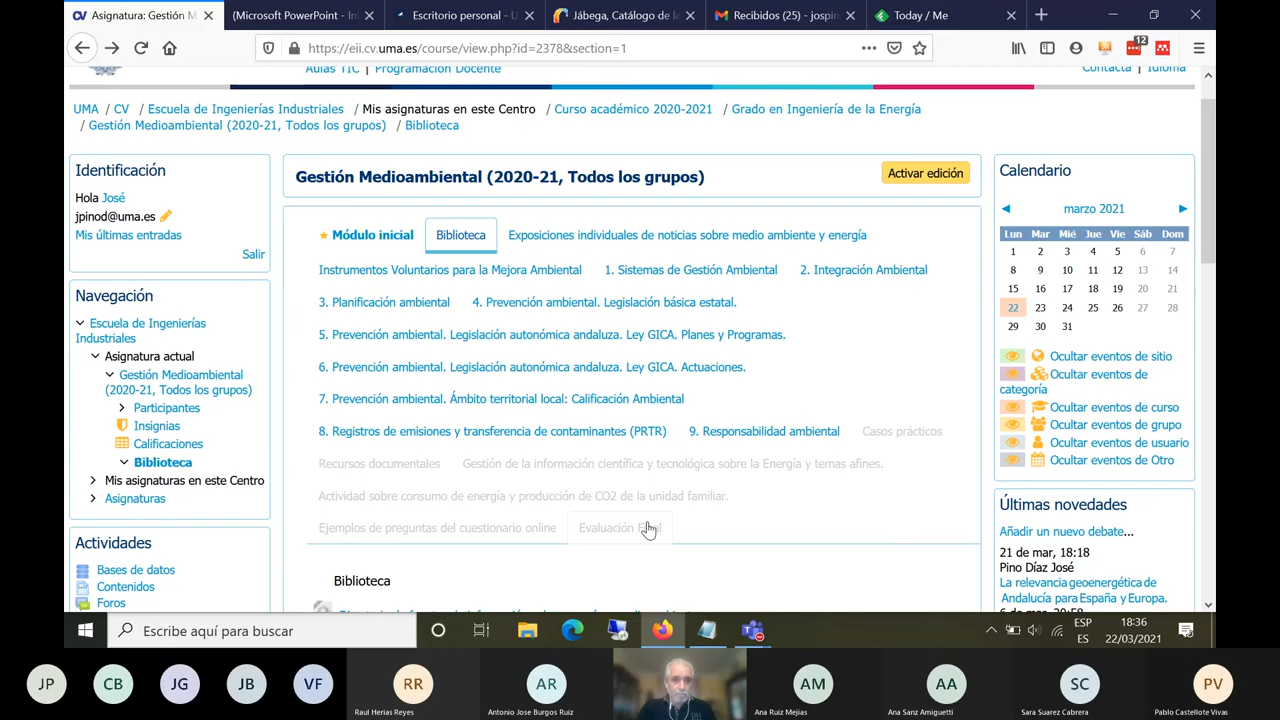 Asignatura: Gestión M
(Microsoft PowerPoint - In
Escritorio personal - U
Jábega, Catálogo de la
Recibidos (25) - jospin
Today / Me
https://eii.cv.uma.es/course/view.php?id=2378&section=1
12
Aulas TIC | Programación Docente
Contacta | Idioma
UMA / CV / Escuela de Ingenierías Industriales / Mis asignaturas en este Centro / Curso académico 2020-2021 / Grado en Ingeniería de la Energía
/ Gestión Medioambiental (2020-21, Todos los grupos) / Biblioteca
Identificación
Hola José
jpinod@uma.es
Mis últimas entradas
Salir
Navegación
Escuela de Ingenierías
Industriales
Asignatura actual
Gestión Medioambiental
(2020-21, Todos los grupos)
Participantes
Insignias
Calificaciones
Biblioteca
Mis asignaturas en este Centro
Asignaturas
Actividades
Bases de datos
Contenidos
Foros
Gestión Medioambiental (2020-21, Todos los grupos)
Activar edición
Módulo inicial
Biblioteca
Exposiciones individuales de noticias sobre medio ambiente y energía
Instrumentos Voluntarios para la Mejora Ambiental
1. Sistemas de Gestión Ambiental
2. Integración Ambiental
3. Planificación ambiental
4. Prevención ambiental. Legislación básica estatal.
5. Prevención ambiental. Legislación autonómica andaluza. Ley GICA. Planes y Programas.
6. Prevención ambiental. Legislación autonómica andaluza. Ley GICA. Actuaciones.
7. Prevención ambiental. Ámbito territorial local: Calificación Ambiental
8. Registros de emisiones y transferencia de contaminantes (PRTR)
9. Responsabilidad ambiental
Casos prácticos
Recursos documentales
Gestión de la información científica y tecnológica sobre la Energía y temas afines.
Actividad sobre consumo de energía y producción de CO2 de la unidad familiar.
Ejemplos de preguntas del cuestionario online
Evaluación Final
Biblioteca
Calendario
marzo 2021
Lun Mar Mié Jue Vie Sáb Dom
1 2 3 4 5 6 7
8 9 10 11 12 13 14
15 16 17 18 19 20 21
22 23 24 25 26 27 28
29 30 31
Ocultar eventos de sitio
Ocultar eventos de
categoría
Ocultar eventos de curso
Ocultar eventos de grupo
Ocultar eventos de usuario
Ocultar eventos de Otro
Últimas novedades
Añadir un nuevo debate...
21 de mar, 18:18
Pino Díaz José
La relevancia geoenergética de
Andalucía para España y Europa.
Escribe aquí para buscar
ESP
ES
18:36
22/03/2021
JP
CB
JG
JB
VF
RR
Raul Herias Reyes
AR
Antonio Jose Burgos Ruiz
AM
Ana Ruiz Mejias
AA
Ana Sanz Amiguetti
SC
Sara Suarez Cabrera
PV
Pablo Castellote Vivas